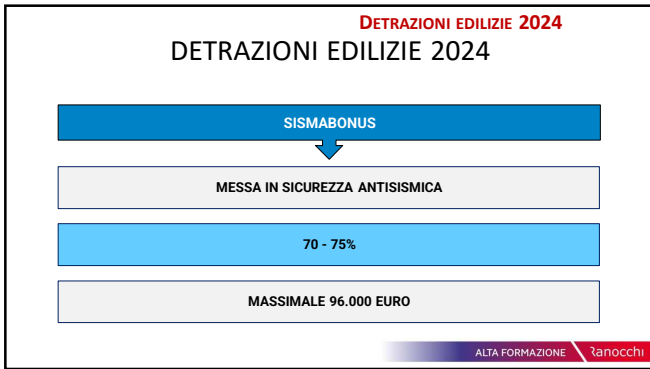 DETRAZIONI EDILIZIE 2024
DETRAZIONI EDILIZIE 2024
SISMABONUS
MESSA IN SICUREZZA ANTISISMICA
70 - 75%
MASSIMALE 96.000 EURO
ALTA FORMAZIONE Ranocchi